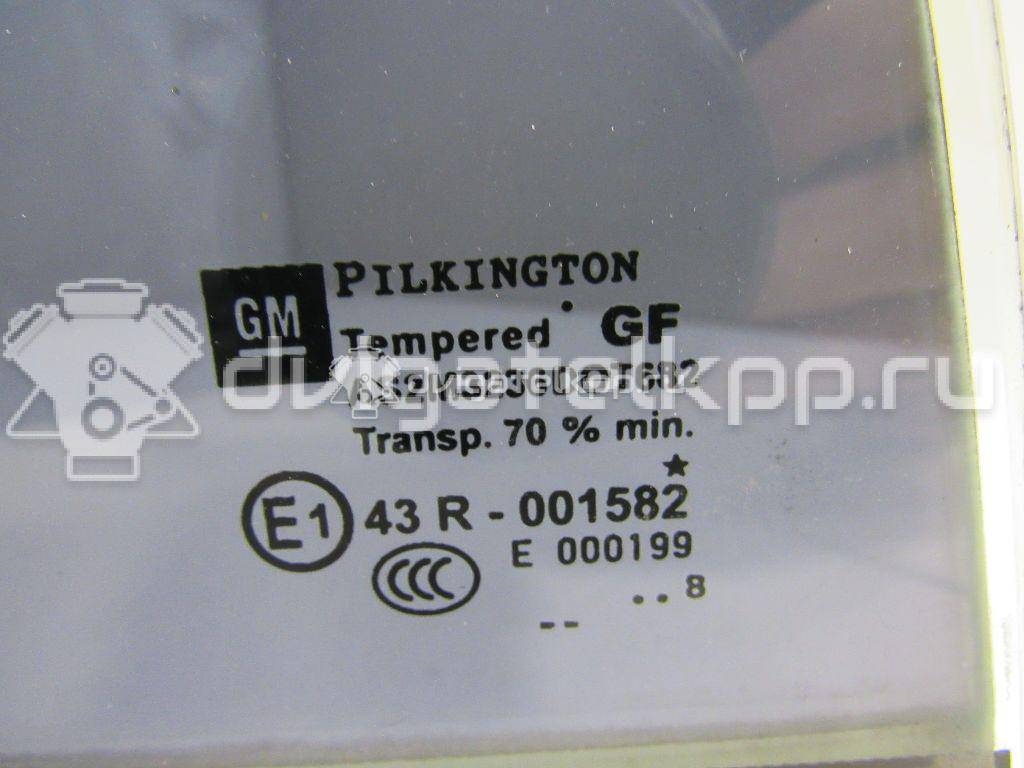 GM
PILKINGTON
Tempered GF
Transp. 70 % min.
E1 43 R - 001582
CCC E 000199
.. 8
--
dvigatelkpp.ru